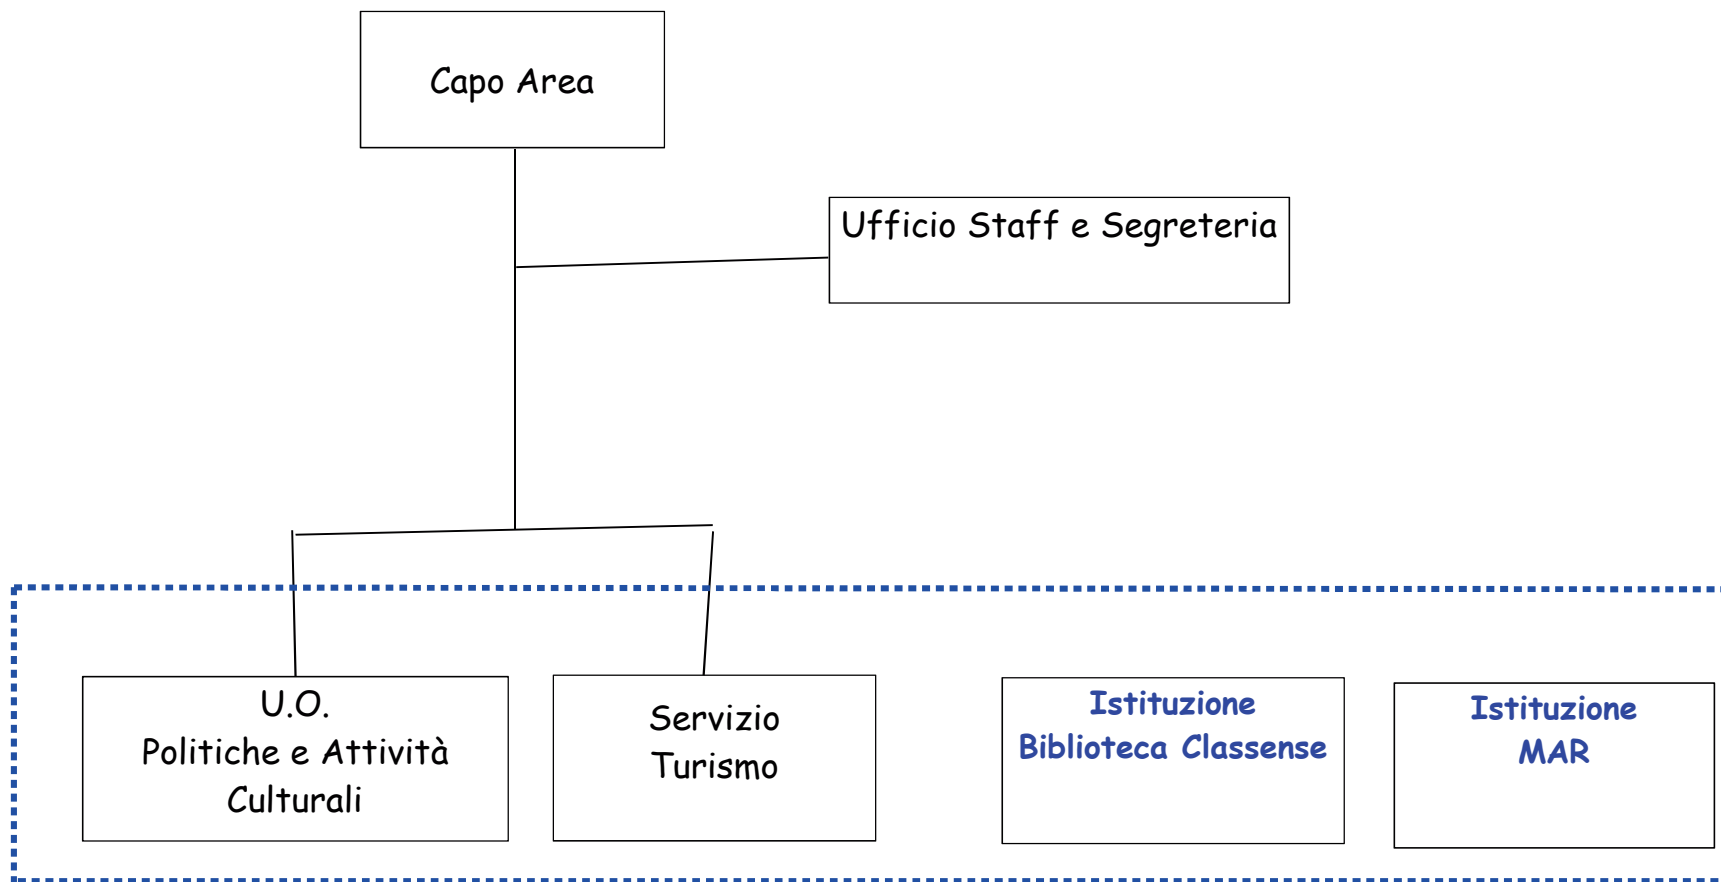 Capo Area
Ufficio Staff e Segreteria
U.O.
Politiche e Attività
Culturali
Servizio
Turismo
Istituzione
Biblioteca Classense
Istituzione
MAR